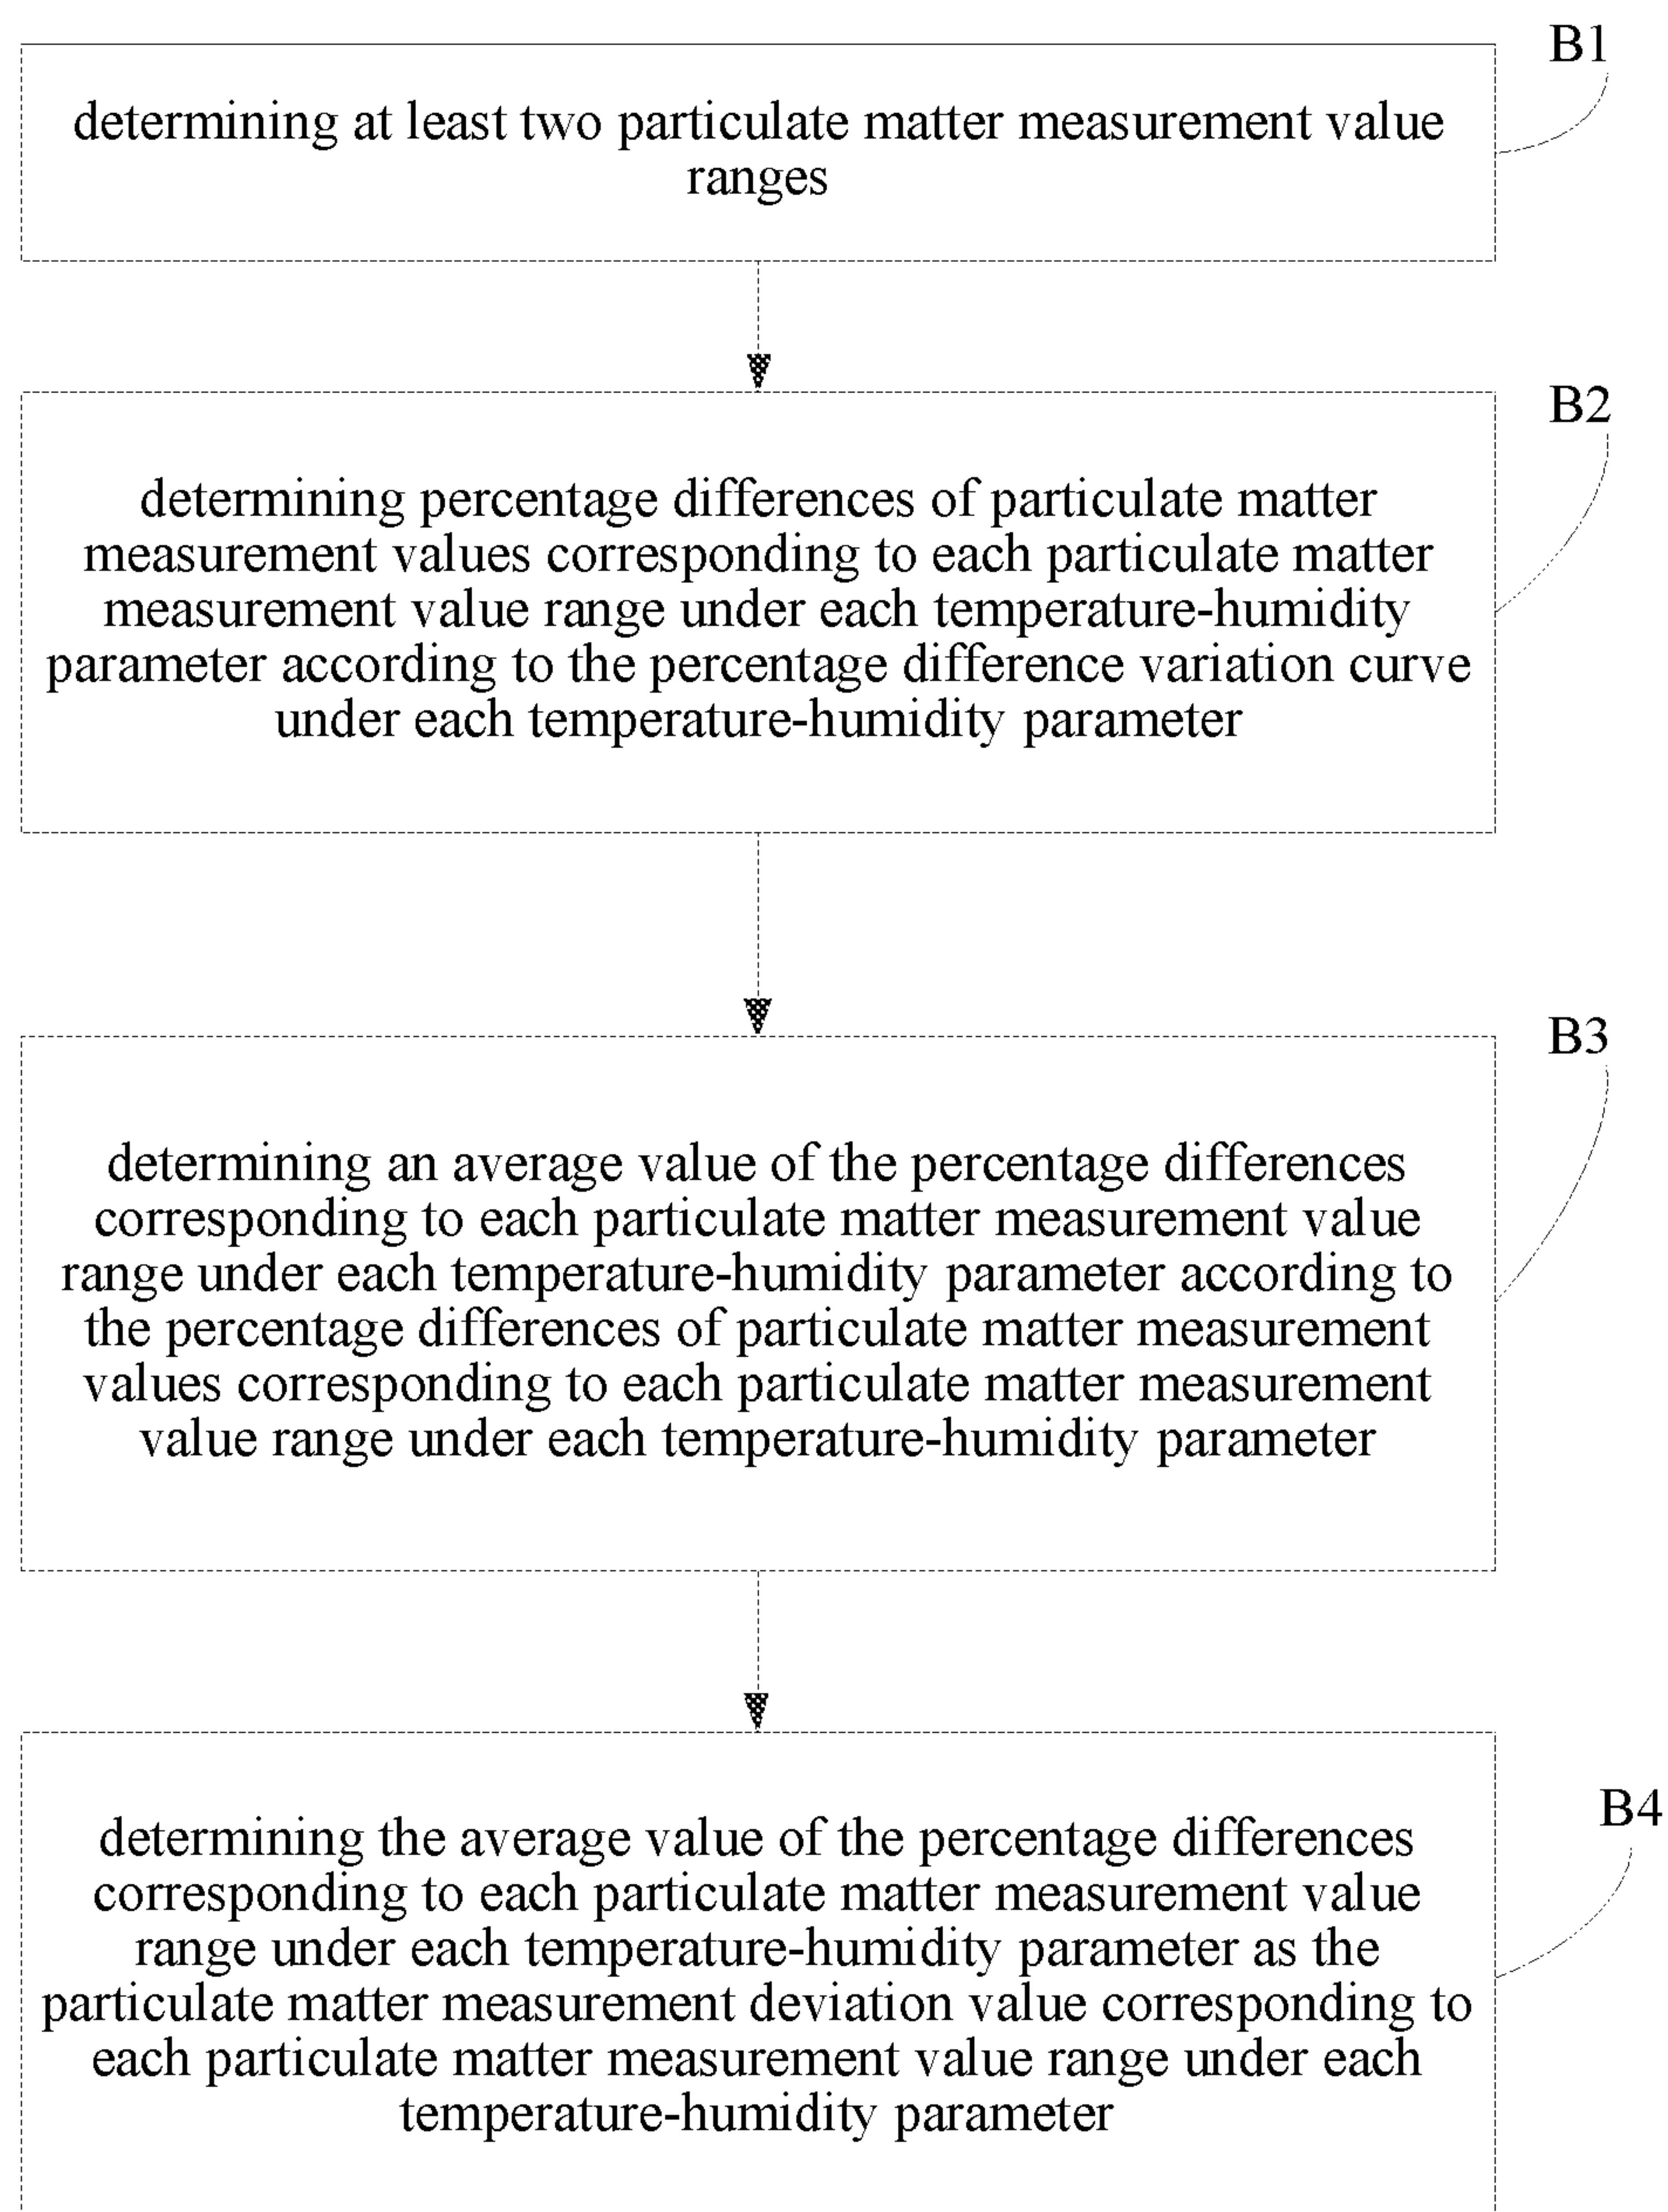 B1
determining at least two particulate matter measurement value
ranges
B2
determining percentage differences of particulate matter
measurement values corresponding to each particulate matter
measurement value range under each temperature-humidity
parameter according to the percentage difference variation curve
under each temperature-humidity parameter
B3
determining an average value of the percentage differences
corresponding to each particulate matter measurement value
range under each temperature-humidity parameter according to
the percentage differences of particulate matter measurement
values corresponding to each particulate matter measurement
value range under each temperature-humidity parameter
B4
determining the average value of the percentage differences
corresponding to each particulate matter measurement value
range under each temperature-humidity parameter as the
particulate matter measurement deviation value corresponding to
each particulate matter measurement value range under each
temperature-humidity parameter